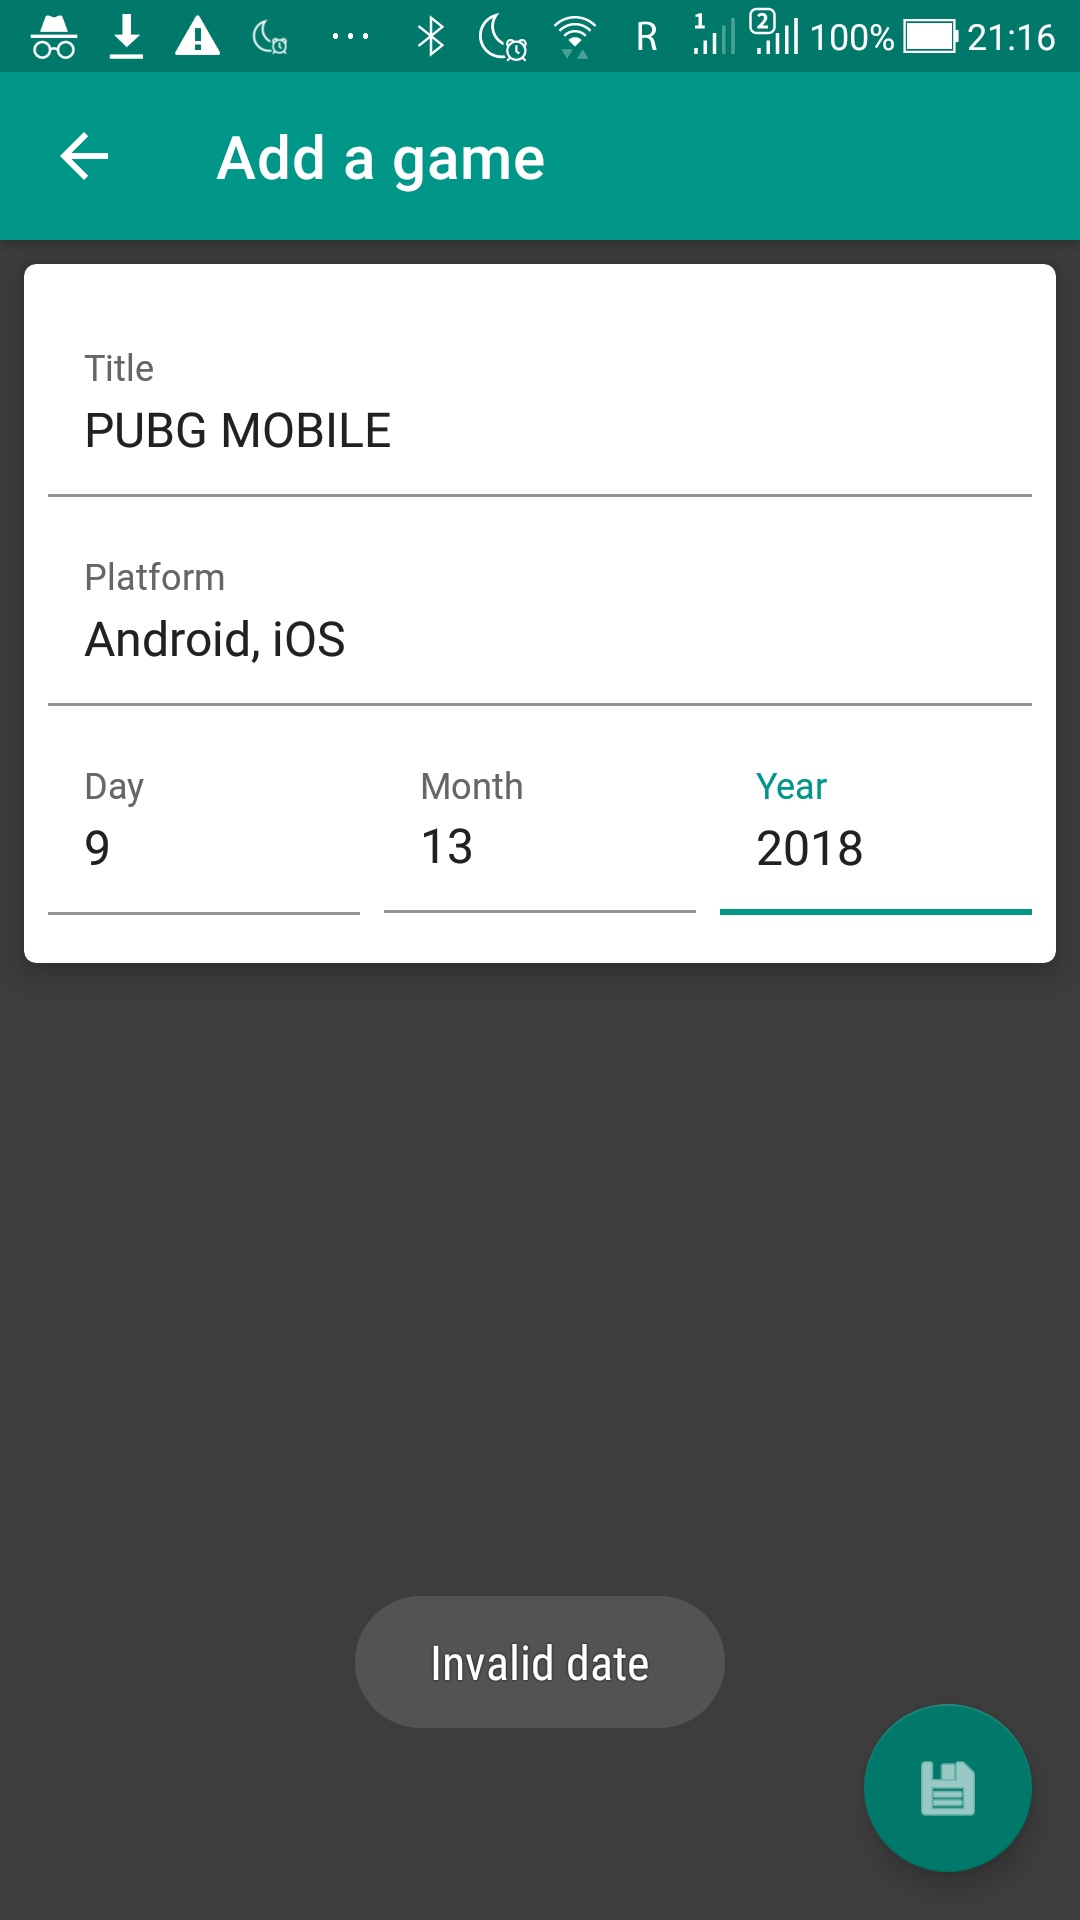 R 1 2 100% 21:16
Add a game
Title
PUBG MOBILE
Platform
Android, iOS
Day Month Year
9 13 2018
Invalid date